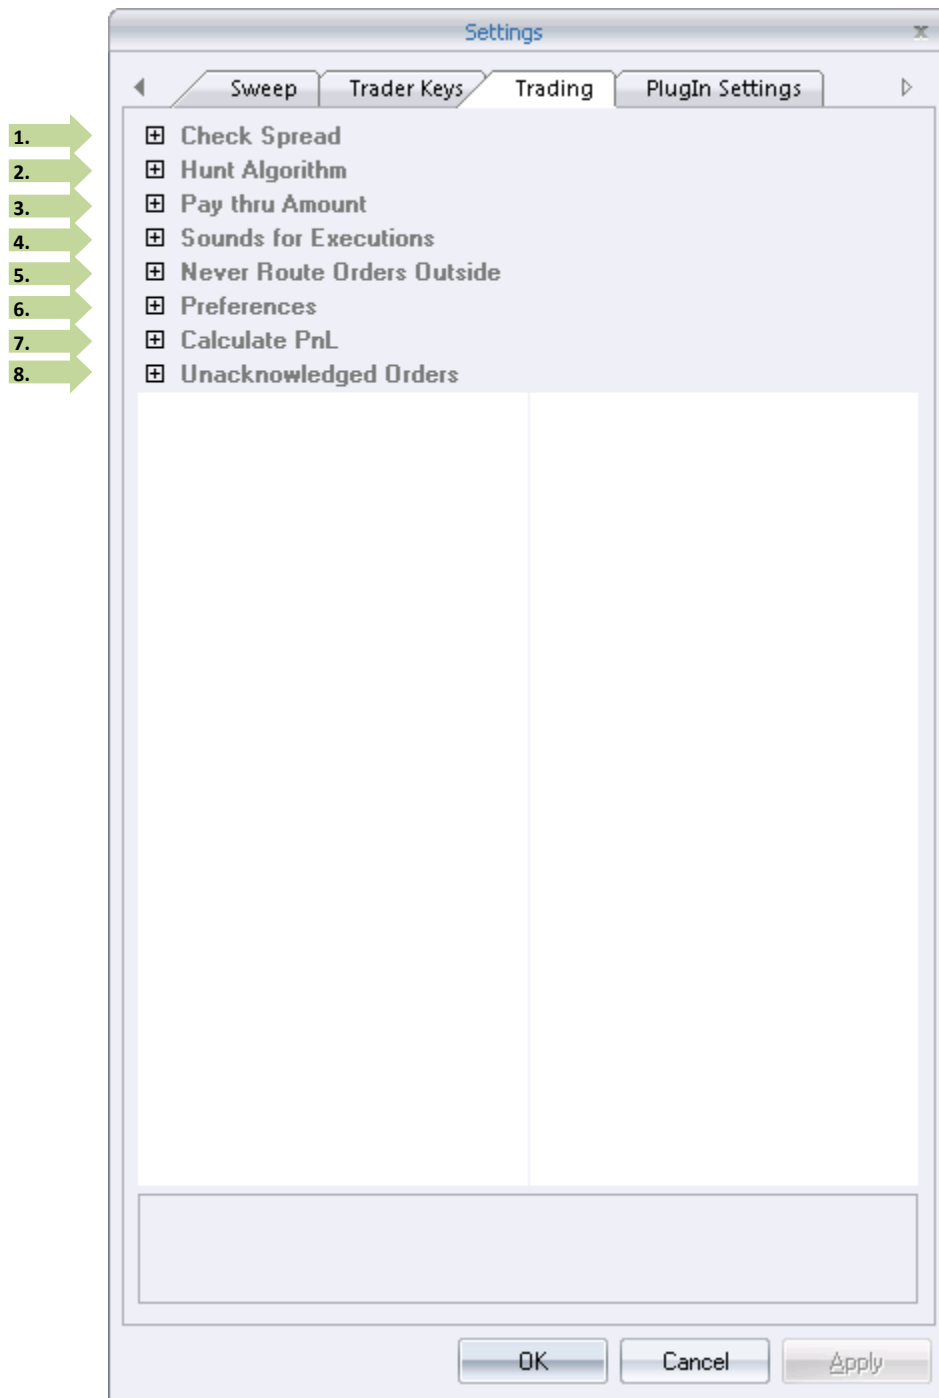 Settings
Sweep Trader Keys Trading PlugIn Settings
1. Check Spread
2. Hunt Algorithm
3. Pay thru Amount
4. Sounds for Executions
5. Never Route Orders Outside
6. Preferences
7. Calculate PnL
8. Unacknowledged Orders
OK Cancel Apply